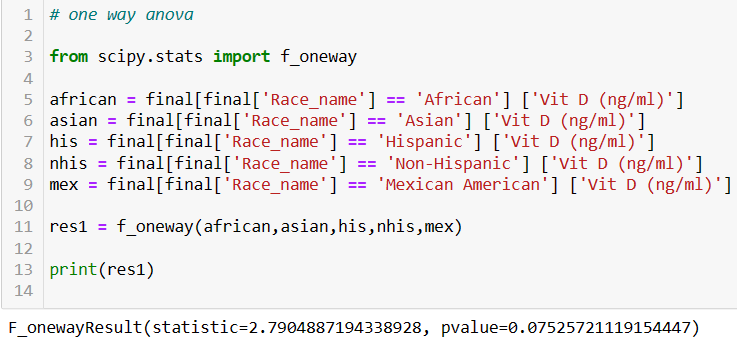 1 # one way anova
2
3 from scipy.stats import f_oneway
4
5 african = final[final['Race_name'] == 'African'] ['Vit D (ng/ml)']
6 asian = final[final['Race_name'] == 'Asian'] ['Vit D (ng/ml)']
7 his = final[final['Race_name'] == 'Hispanic'] ['Vit D (ng/ml)']
8 nhis = final[final['Race_name'] == 'Non-Hispanic'] ['Vit D (ng/ml)']
9 mex = final[final['Race_name'] == 'Mexican American'] ['Vit D (ng/ml)']
10
11 res1 = f_oneway(african,asian,his,nhis,mex)
12
13 print(res1)
14
F_onewayResult(statistic=2.7904887194338928, pvalue=0.07525721119154447)